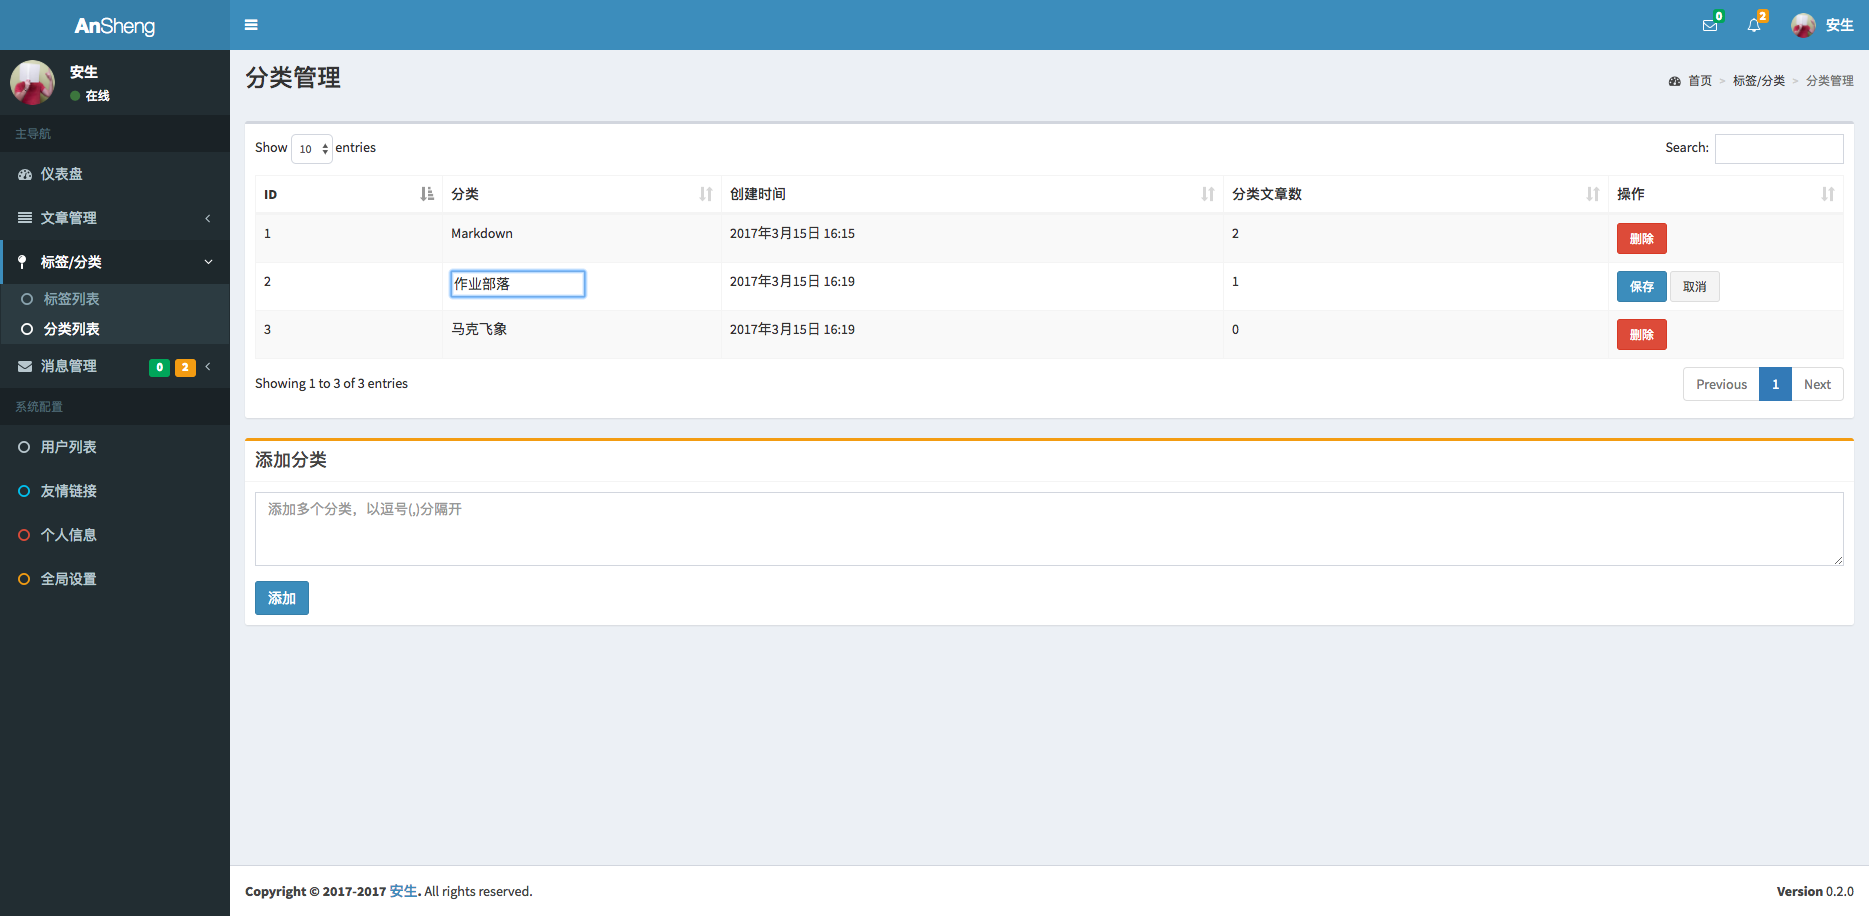 AnSheng
0
2
安生
安生
在线
主导航
仪表盘
文章管理
标签/分类
标签列表
分类列表
消息管理 0 2
系统配置
用户列表
友情链接
个人信息
全局设置
分类管理
首页 > 标签/分类 > 分类管理
Show 10 entries
Search:
ID 分类 创建时间 分类文章数 操作
1 Markdown 2017年3月15日 16:15 2 删除
2 作业部落 2017年3月15日 16:19 1 保存 取消
3 马克飞象 2017年3月15日 16:19 0 删除
Showing 1 to 3 of 3 entries
Previous 1 Next
添加分类
添加多个分类，以逗号(,)分隔开
添加
Copyright © 2017-2017 安生. All rights reserved.
Version 0.2.0